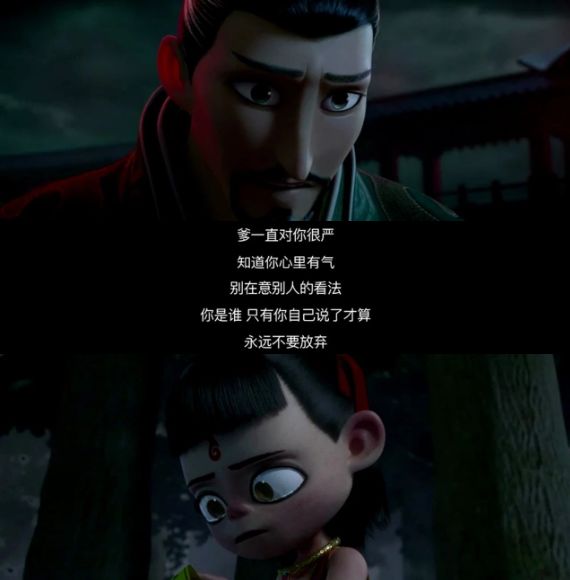 爹一直对你很严
知道你心里有气
别在意别人的看法
你是谁 只有你自己说了才算
永远不要放弃